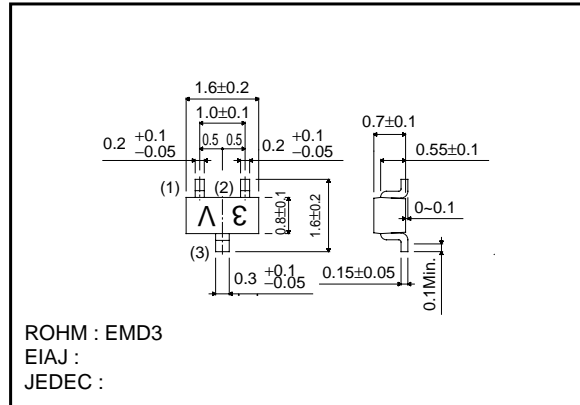 1.6±0.2
1.0±0.1
0.5 0.5
0.2 +0.1 −0.05
0.2 +0.1 −0.05
(1) (2)
V 3
0.8±0.1
1.6±0.2
(3)
0.3 +0.1 −0.05
0.7±0.1
0.55±0.1
0~0.1
0.15±0.05
0.1Min.
ROHM : EMD3
EIAJ :
JEDEC :